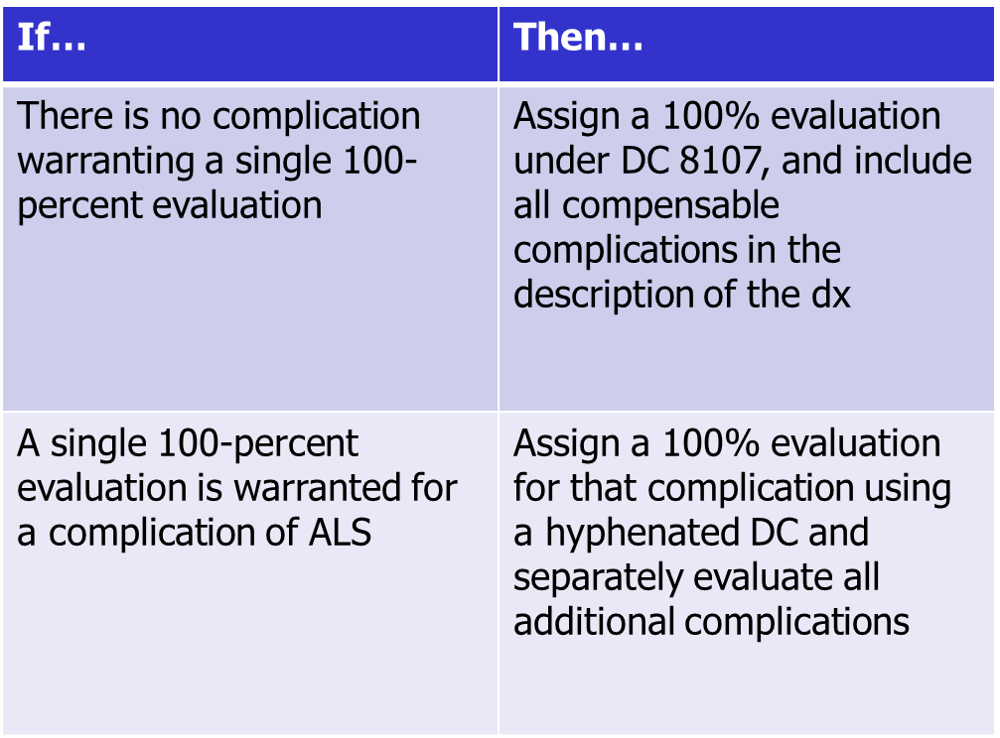 If…
Then…
There is no complication
warranting a single 100-
percent evaluation
Assign a 100% evaluation
under DC 8107, and include
all compensable
complications in the
description of the dx
A single 100-percent
evaluation is warranted for
a complication of ALS
Assign a 100% evaluation
for that complication using
a hyphenated DC and
separately evaluate all
additional complications